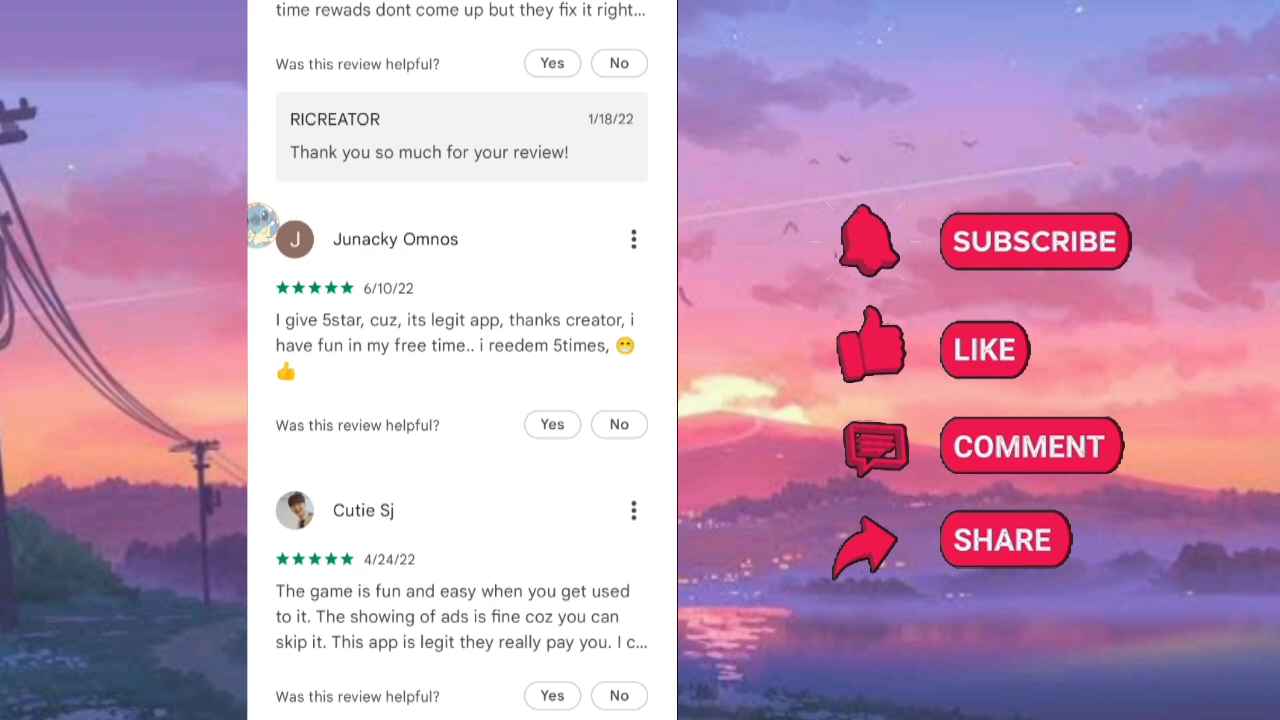 time rewads dont come up but they fix it right...
Was this review helpful?
Yes
No
RICREATOR
1/18/22
Thank you so much for your review!
J
Junacky Omnos
6/10/22
I give 5star, cuz, its legit app, thanks creator, i
have fun in my free time.. i reedem 5times, 😁
👍
Was this review helpful?
Yes
No
Cutie Sj
4/24/22
The game is fun and easy when you get used
to it. The showing of ads is fine coz you can
skip it. This app is legit they really pay you. I c...
Was this review helpful?
Yes
No
SUBSCRIBE
LIKE
COMMENT
SHARE